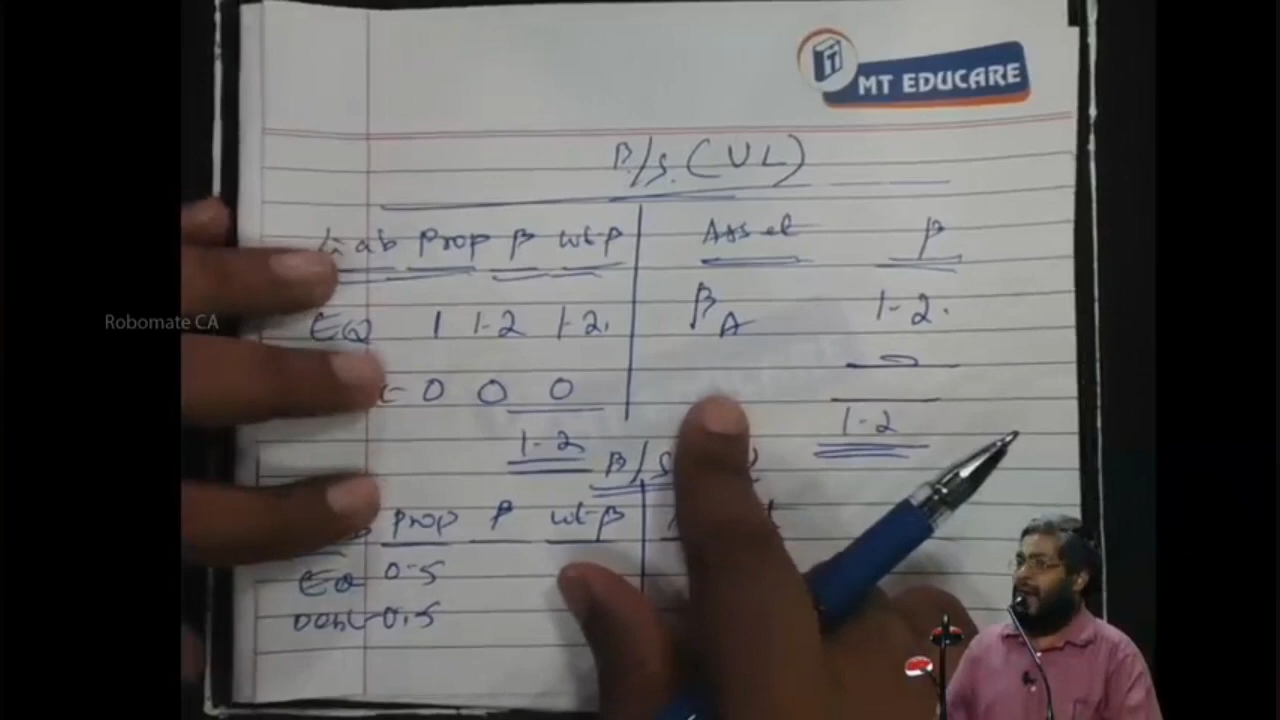 MT EDUCARE
B/S. (UL)
Liab Prop β wt β Asset β
EQ 1 1-2 1-2. βA 1-2.
0 0 0
1-2 1-2
B/S
Prop β wt-β
EQ 0-5
Debt 0.5
Robomate CA